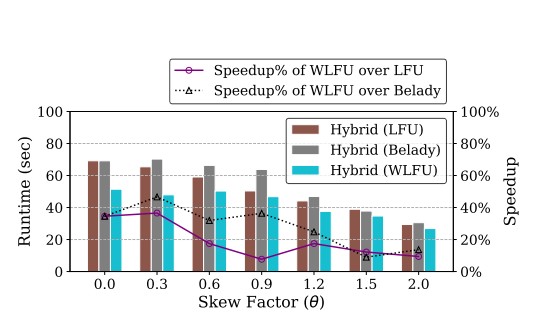 Speedup% of WLFU over LFU
Speedup% of WLFU over Belady
100 100%
Hybrid (LFU)
80 80%
Hybrid (Belady)
60 60%
Hybrid (WLFU)
40 40%
20 20%
0 0%
Runtime (sec)
Speedup
0.0 0.3 0.6 0.9 1.2 1.5 2.0
Skew Factor (θ)